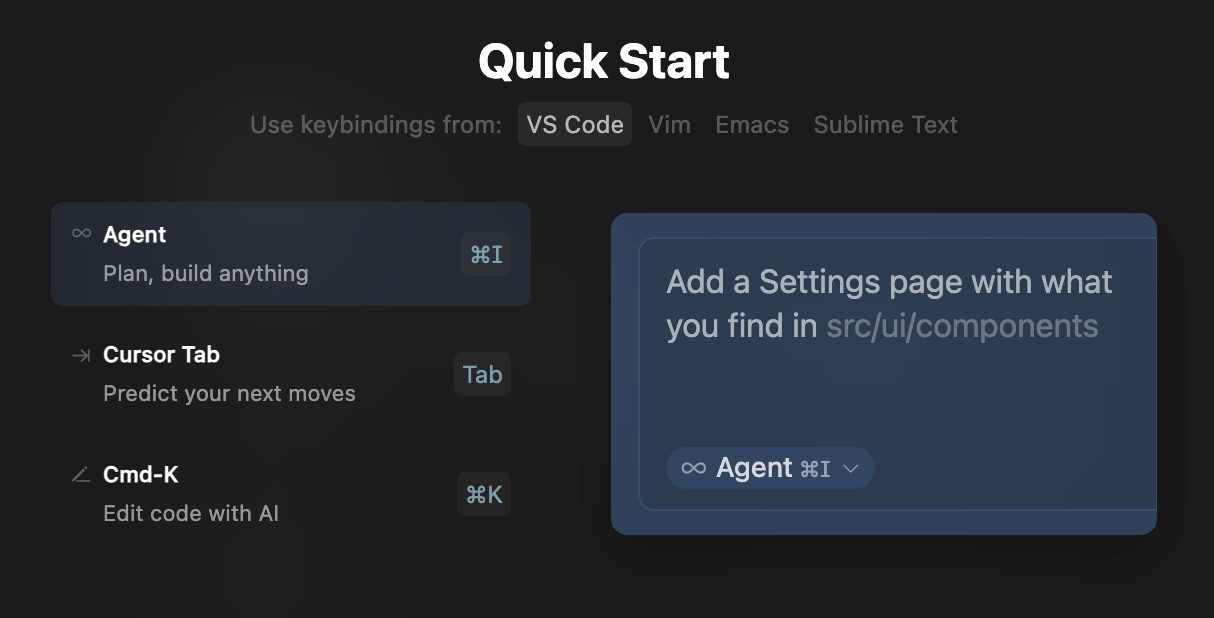 Quick Start
Use keybindings from: VS Code Vim Emacs Sublime Text
Agent
Plan, build anything
⌘I
Cursor Tab
Predict your next moves
Tab
Cmd-K
Edit code with AI
⌘K
Add a Settings page with what
you find in src/ui/components
Agent ⌘I